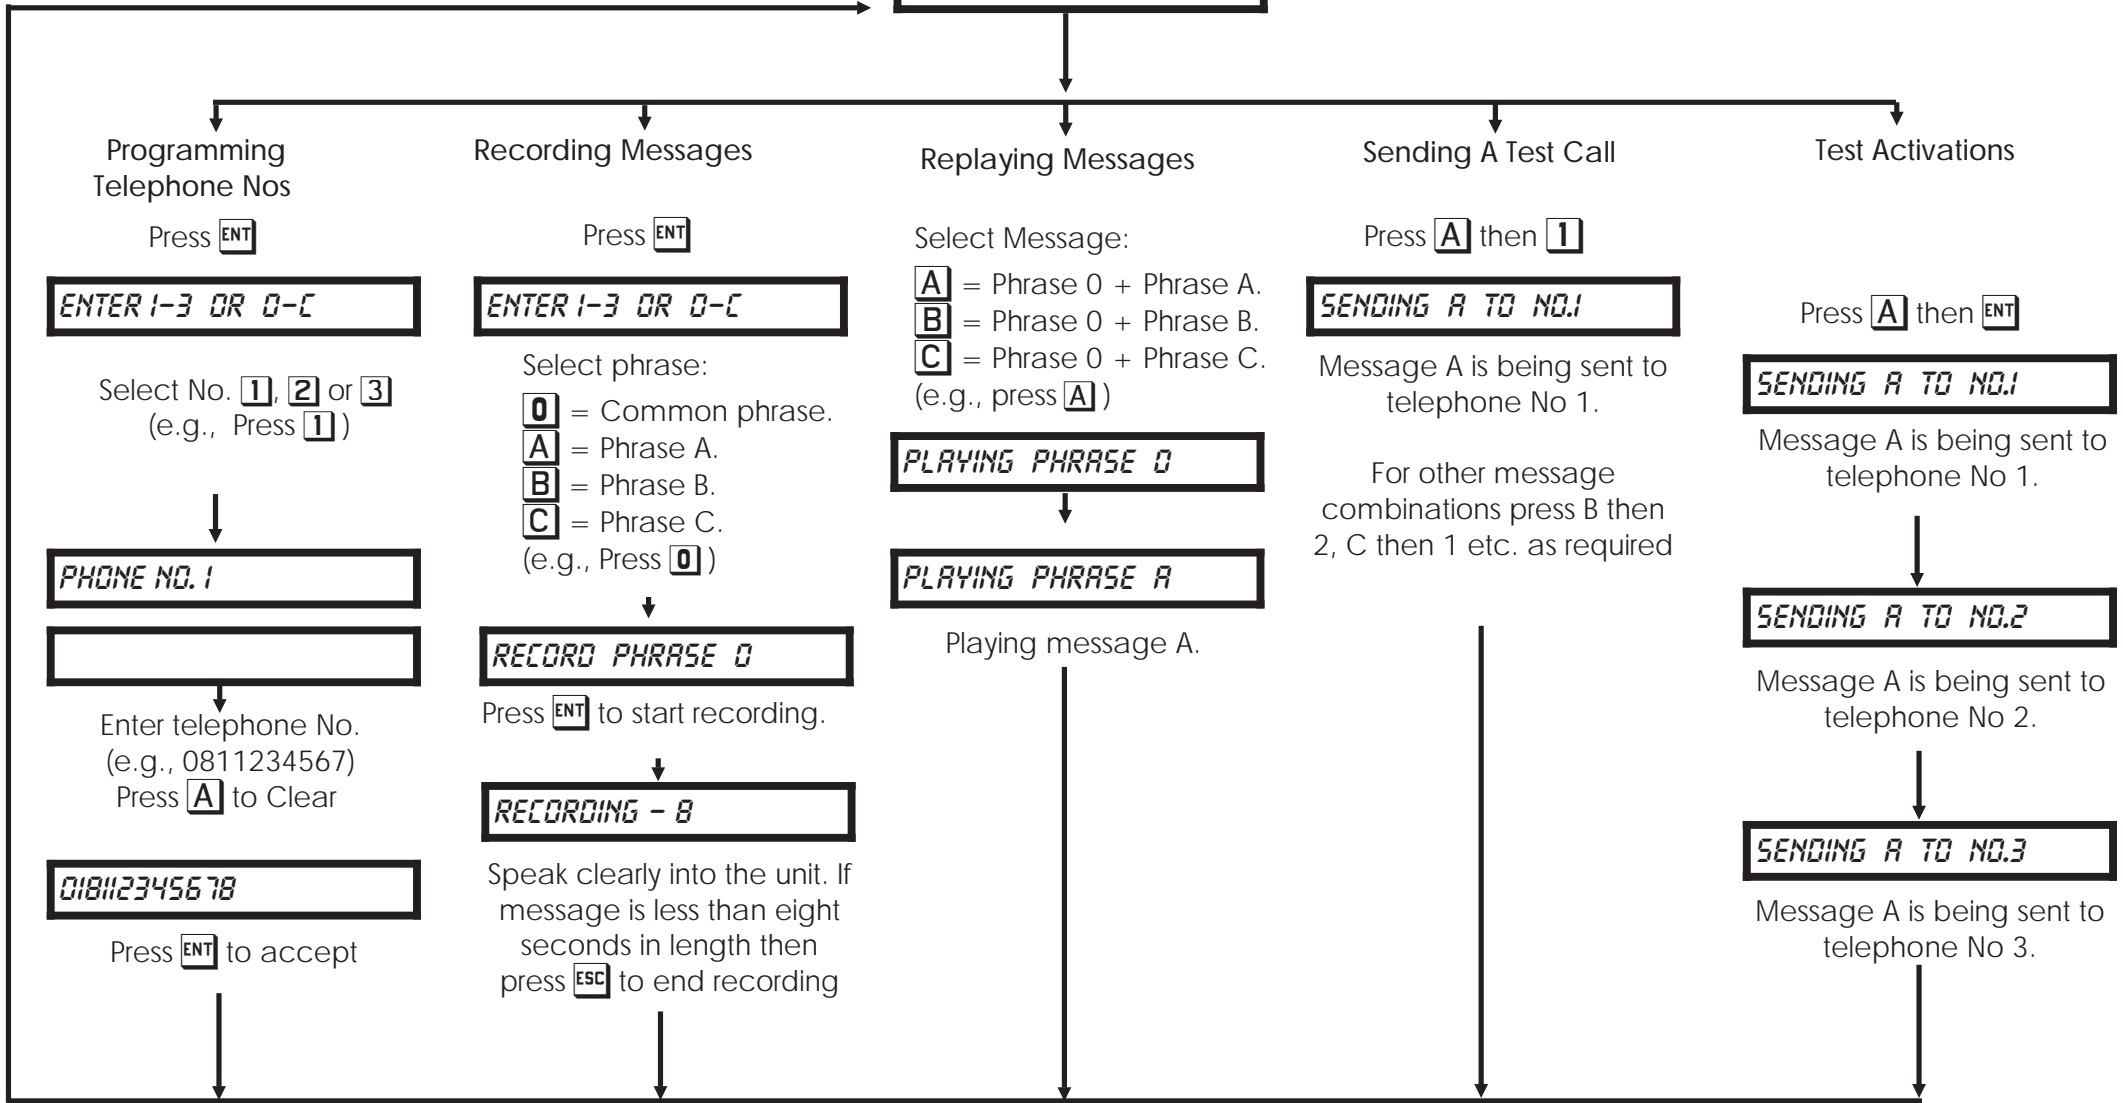 Programming
Telephone Nos
Press ENT
ENTER 1-3 OR 0-C
Select No. 1, 2 or 3
(e.g., Press 1)
PHONE NO. 1
Enter telephone No.
(e.g., 0811234567)
Press A to Clear
018112345678
Press ENT to accept
Recording Messages
Press ENT
ENTER 1-3 OR 0-C
Select phrase:
0 = Common phrase.
A = Phrase A.
B = Phrase B.
C = Phrase C.
(e.g., Press 0)
RECORD PHRASE 0
Press ENT to start recording.
RECORDING - 8
Speak clearly into the unit. If
message is less than eight
seconds in length then
press ESC to end recording
Replaying Messages
Select Message:
A = Phrase 0 + Phrase A.
B = Phrase 0 + Phrase B.
C = Phrase 0 + Phrase C.
(e.g., press A)
PLAYING PHRASE 0
PLAYING PHRASE A
Playing message A.
Sending A Test Call
Press A then 1
SENDING A TO NO.1
Message A is being sent to
telephone No 1.
For other message
combinations press B then
2, C then 1 etc. as required
Test Activations
Press A then ENT
SENDING A TO NO.1
Message A is being sent to
telephone No 1.
SENDING A TO NO.2
Message A is being sent to
telephone No 2.
SENDING A TO NO.3
Message A is being sent to
telephone No 3.